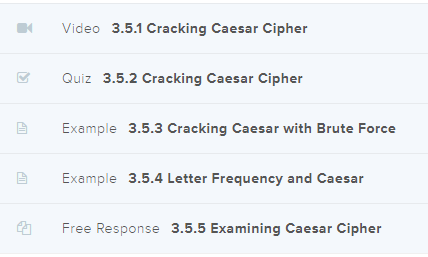 Video 3.5.1 Cracking Caesar Cipher
Quiz 3.5.2 Cracking Caesar Cipher
Example 3.5.3 Cracking Caesar with Brute Force
Example 3.5.4 Letter Frequency and Caesar
Free Response 3.5.5 Examining Caesar Cipher